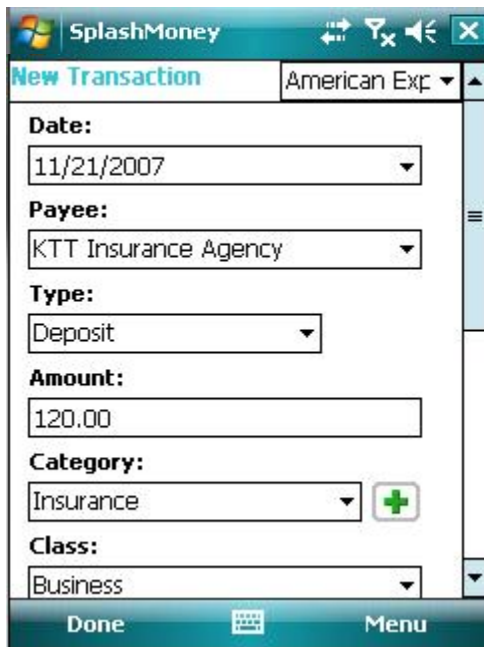 SplashMoney
New Transaction American Exp
Date:
11/21/2007
Payee:
KTT Insurance Agency
Type:
Deposit
Amount:
120.00
Category:
Insurance
Class:
Business
Done Menu